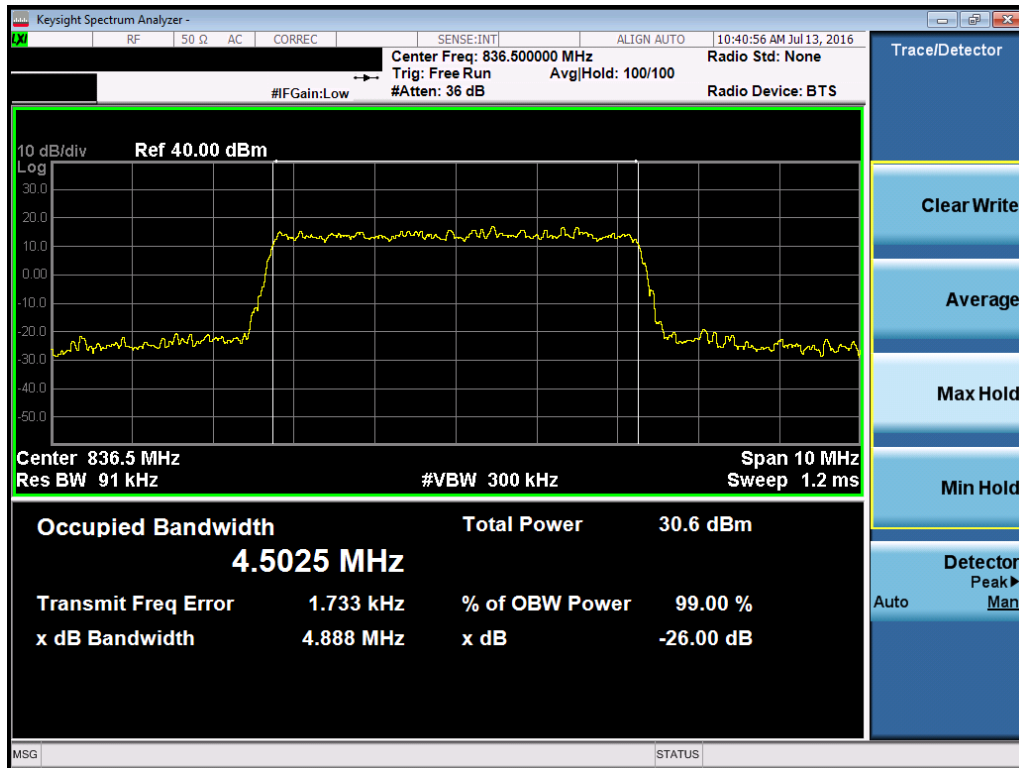 Keysight Spectrum Analyzer -
LXI RF 50 Ω AC CORREC SENSE:INT ALIGN AUTO 10:40:56 AM Jul 13, 2016
Center Freq: 836.500000 MHz Radio Std: None
Trig: Free Run Avg|Hold: 100/100
#IFGain:Low #Atten: 36 dB Radio Device: BTS
Trace/Detector
10 dB/div Ref 40.00 dBm
Log
30.0
20.0
10.0
0.00
-10.0
-20.0
-30.0
-40.0
-50.0
Center 836.5 MHz Span 10 MHz
Res BW 91 kHz #VBW 300 kHz Sweep 1.2 ms
Occupied Bandwidth Total Power 30.6 dBm
4.5025 MHz
Transmit Freq Error 1.733 kHz % of OBW Power 99.00 %
x dB Bandwidth 4.888 MHz x dB -26.00 dB
Clear Write
Average
Max Hold
Min Hold
Detector
Peak▶
Auto Man
MSG STATUS